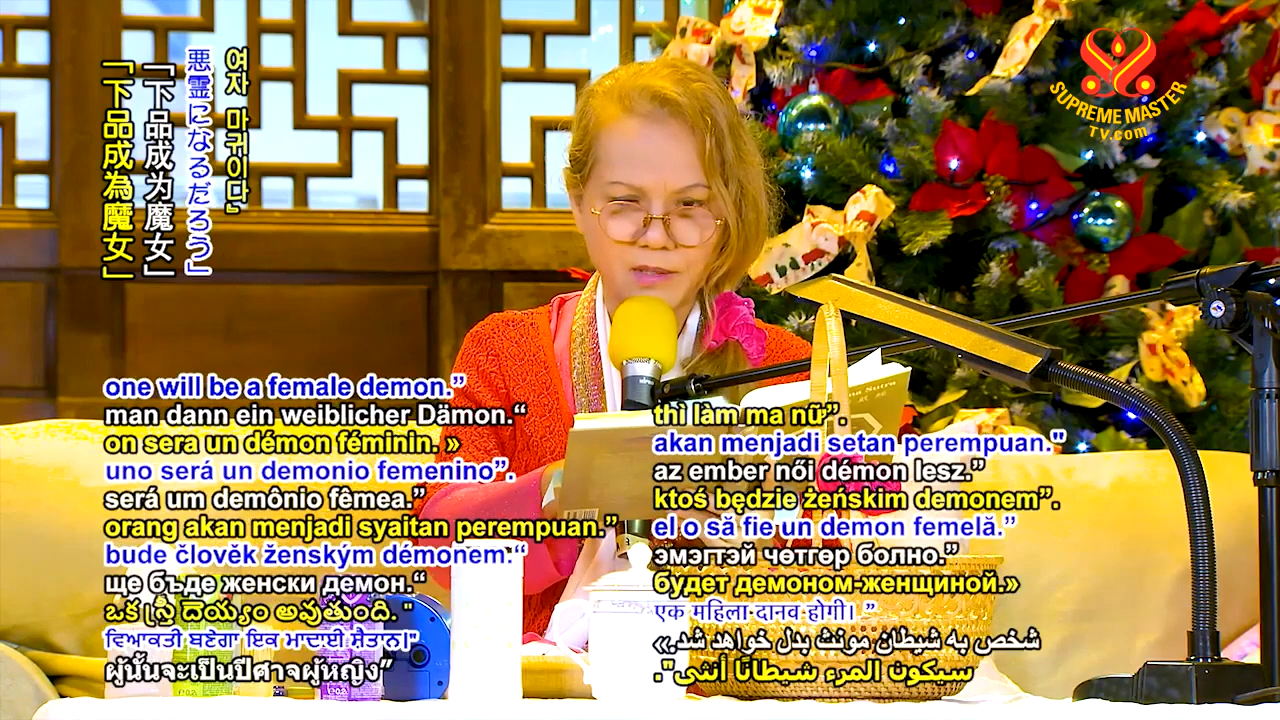 여자 마귀이다』
悪霊になるだろう」
「下品成为魔女」
「下品成為魔女」
SUPREME MASTER
TV.com
one will be a female demon.”
man dann ein weiblicher Dämon.“
on sera un démon féminin. »
uno será un demonio femenino”.
será um demônio fêmea.”
orang akan menjadi syaitan perempuan.”
bude člověk ženským démonem.“
ще бъде женски демон.“
ఒక స్త్రీ దెయ్యం అవుతుంది. "
ਵਿਅਕਤੀ ਬਣੇਗਾ ਇਕ ਮਾਦਾਈ ਸ਼ੈਤਾਨ।"
ผู้นั้นจะเป็นปีศาจผู้หญิง”
thì làm ma nữ”.
akan menjadi setan perempuan."
az ember női démon lesz.”
ktoś będzie żeńskim demonem”.
el o să fie un demon femelă.”
эмэгтэй чөтгөр болно.”
будет демоном-женщиной.»
एक महिला-दानव होगी। ”
شخص به شیطان مونث بدل خواهد شد.»
سيكون المرء شيطانًا أنثى".
Sutra